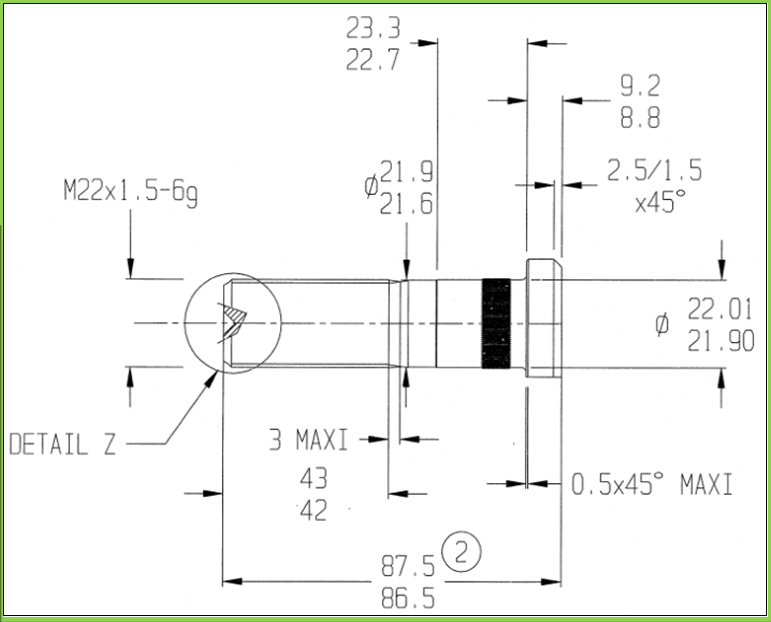 23.3
22.7
9.2
8.8
M22x1.5-6g
ø21.9
21.6
2.5/1.5
x45°
ø 22.01
21.90
DETAIL Z
3 MAXI
43
42
0.5x45° MAXI
2
87.5
86.5